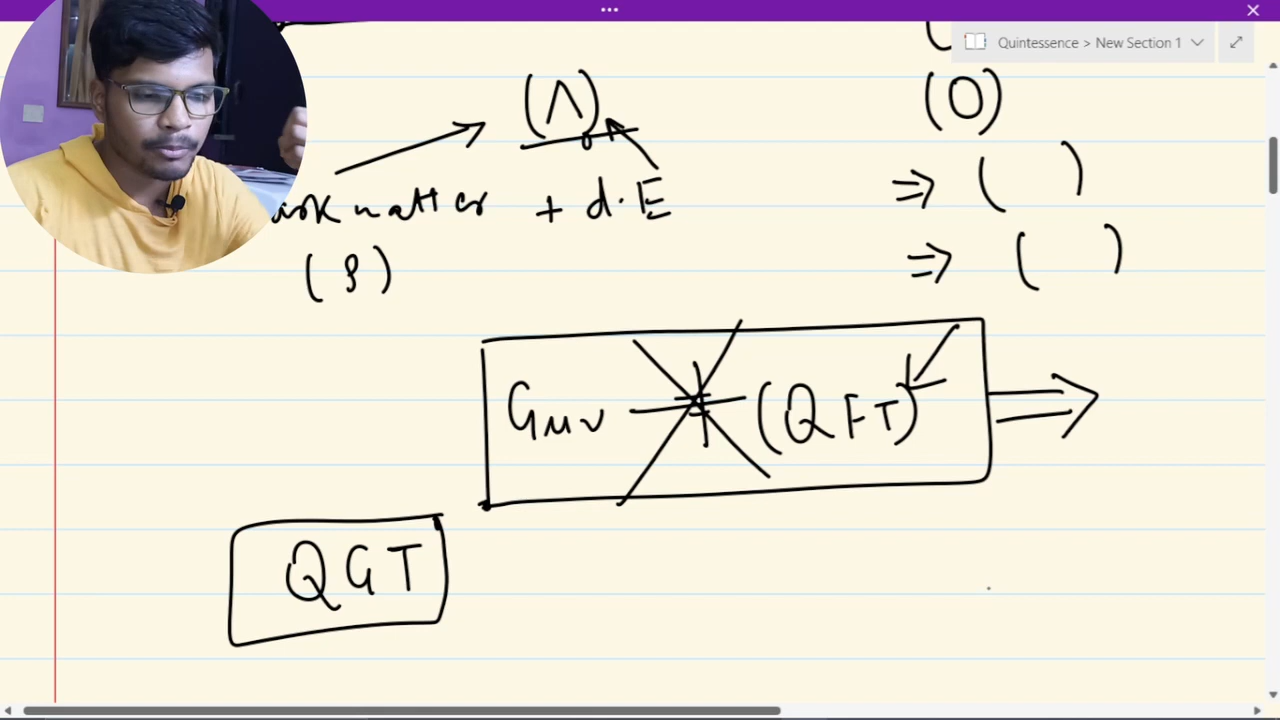 Quintessence > New Section 1
(Λ)
(0)
ark matter + d.E
⇒ ( )
(ρ)
⇒ ( )
Gμν + (QFT) ⇒
QGT